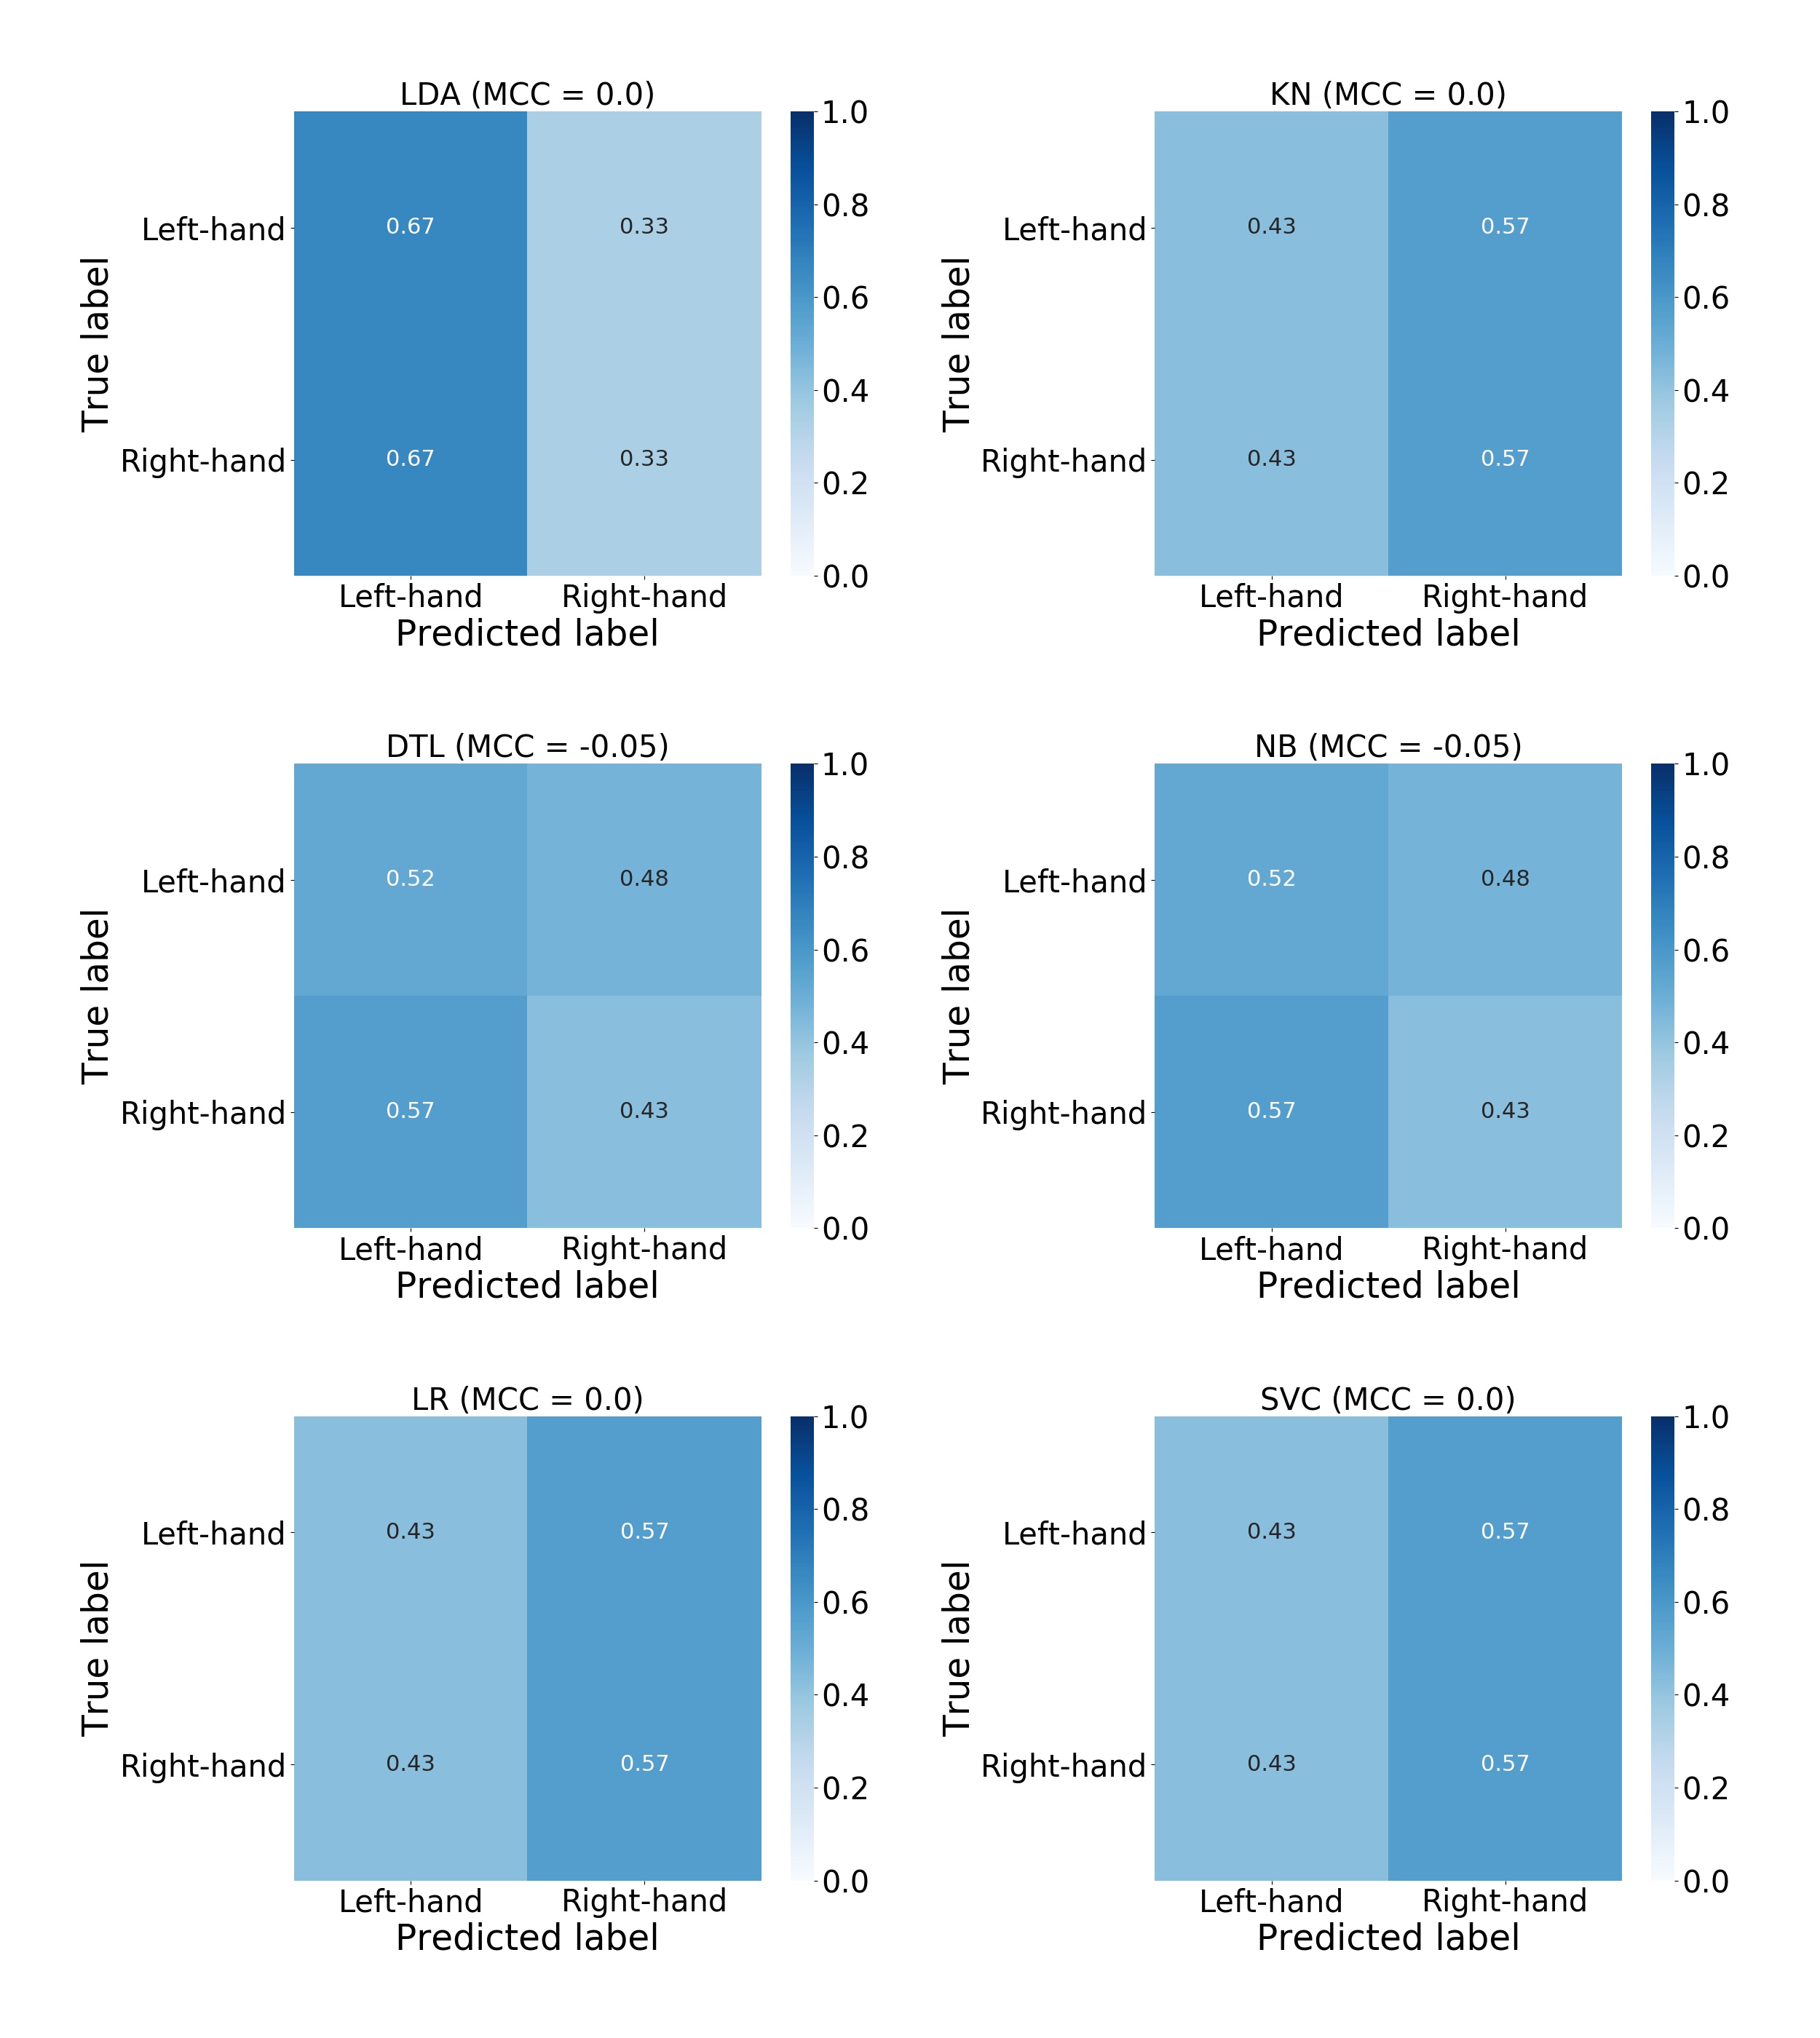 LDA (MCC = 0.0)
True label
Left-hand
Right-hand
0.67
0.33
0.67
0.33
Left-hand
Right-hand
Predicted label
1.0
0.8
0.6
0.4
0.2
0.0
KN (MCC = 0.0)
True label
Left-hand
Right-hand
0.43
0.57
0.43
0.57
Left-hand
Right-hand
Predicted label
1.0
0.8
0.6
0.4
0.2
0.0
DTL (MCC = -0.05)
True label
Left-hand
Right-hand
0.52
0.48
0.57
0.43
Left-hand
Right-hand
Predicted label
1.0
0.8
0.6
0.4
0.2
0.0
NB (MCC = -0.05)
True label
Left-hand
Right-hand
0.52
0.48
0.57
0.43
Left-hand
Right-hand
Predicted label
1.0
0.8
0.6
0.4
0.2
0.0
LR (MCC = 0.0)
True label
Left-hand
Right-hand
0.43
0.57
0.43
0.57
Left-hand
Right-hand
Predicted label
1.0
0.8
0.6
0.4
0.2
0.0
SVC (MCC = 0.0)
True label
Left-hand
Right-hand
0.43
0.57
0.43
0.57
Left-hand
Right-hand
Predicted label
1.0
0.8
0.6
0.4
0.2
0.0